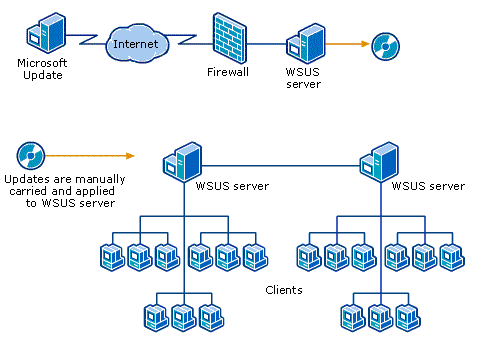 Microsoft
Update
Internet
Firewall
WSUS
server
Updates are manually
carried and applied
to WSUS server
WSUS server
WSUS server
Clients